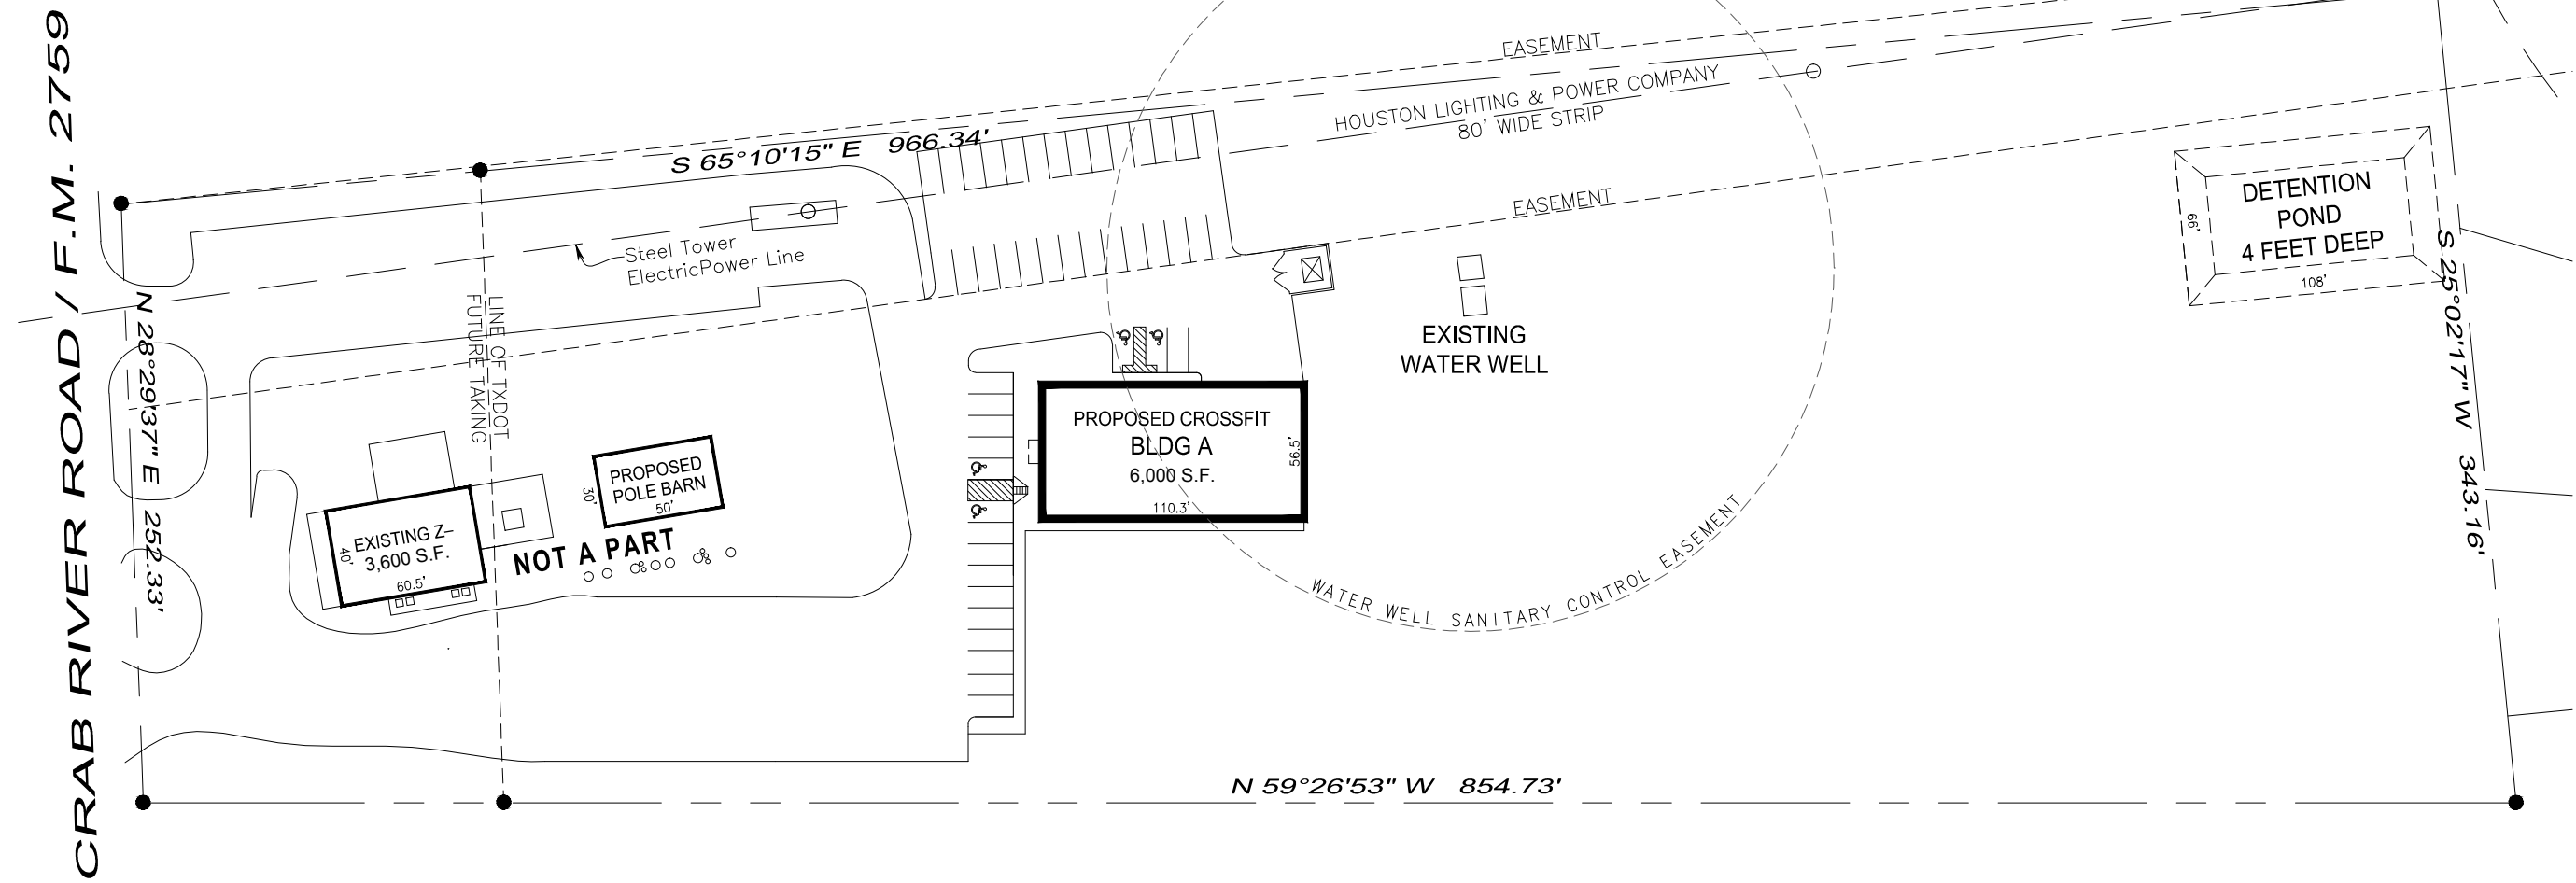 CRAB RIVER ROAD / F.M. 2759
EASEMENT
HOUSTON LIGHTING & POWER COMPANY
80' WIDE STRIP
S 65°10'15" E 966.34'
EASEMENT
Steel Tower
ElectricPower Line
DETENTION
POND
4 FEET DEEP
66'
108'
N 28°29'37" E 252.33'
LINE OF TXDOT
FUTURE TAKING
EXISTING
WATER WELL
S 25°02'17" W 343.16'
PROPOSED CROSSFIT
BLDG A
6,000 S.F.
110.3'
56.5'
PROPOSED
POLE BARN
30'
50'
EXISTING Z-
3,600 S.F.
40'
60.5'
NOT A PART
WATER WELL SANITARY CONTROL EASEMENT
N 59°26'53" W 854.73'